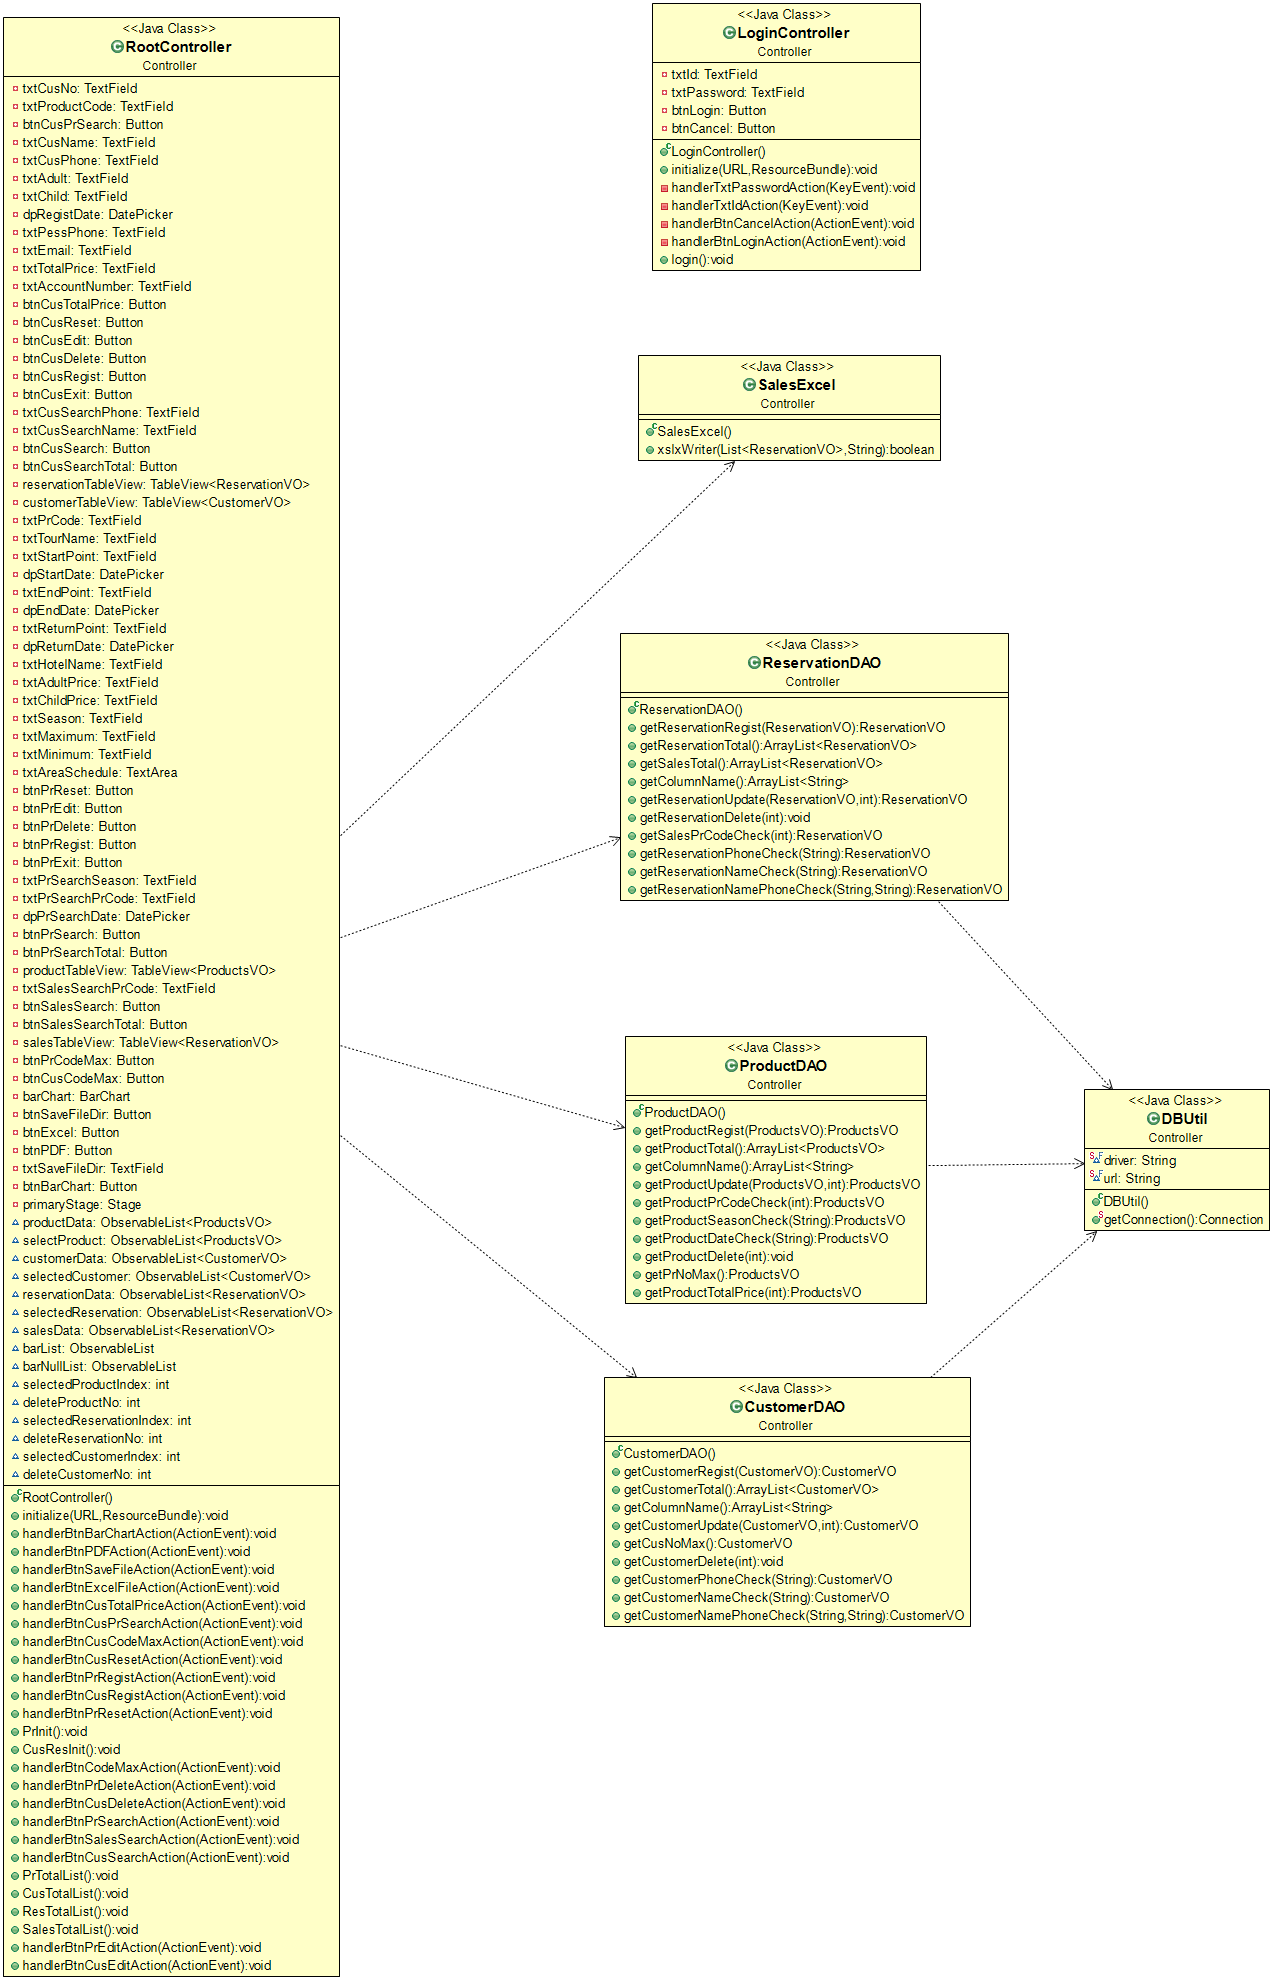 <<Java Class>>
RootController
Controller
txtCusNo: TextField
txtProductCode: TextField
btnCusPrSearch: Button
txtCusName: TextField
txtCusPhone: TextField
txtAdult: TextField
txtChild: TextField
dpRegistDate: DatePicker
txtPessPhone: TextField
txtEmail: TextField
txtTotalPrice: TextField
txtAccountNumber: TextField
btnCusTotalPrice: Button
btnCusReset: Button
btnCusEdit: Button
btnCusDelete: Button
btnCusRegist: Button
btnCusExit: Button
txtCusSearchPhone: TextField
txtCusSearchName: TextField
btnCusSearch: Button
btnCusSearchTotal: Button
reservationTableView: TableView<ReservationVO>
customerTableView: TableView<CustomerVO>
txtPrCode: TextField
txtTourName: TextField
txtStartPoint: TextField
dpStartDate: DatePicker
txtEndPoint: TextField
dpEndDate: DatePicker
txtReturnPoint: TextField
dpReturnDate: DatePicker
txtHotelName: TextField
txtAdultPrice: TextField
txtChildPrice: TextField
txtSeason: TextField
txtMaximum: TextField
txtMinimum: TextField
txtAreaSchedule: TextArea
btnPrReset: Button
btnPrEdit: Button
btnPrDelete: Button
btnPrRegist: Button
btnPrExit: Button
txtPrSearchSeason: TextField
txtPrSearchPrCode: TextField
dpPrSearchDate: DatePicker
btnPrSearch: Button
btnPrSearchTotal: Button
productTableView: TableView<ProductsVO>
txtSalesSearchPrCode: TextField
btnSalesSearch: Button
btnSalesSearchTotal: Button
salesTableView: TableView<ReservationVO>
btnPrCodeMax: Button
btnCusCodeMax: Button
barChart: BarChart
btnSaveFileDir: Button
btnExcel: Button
btnPDF: Button
txtSaveFileDir: TextField
btnBarChart: Button
primaryStage: Stage
productData: ObservableList<ProductsVO>
selectProduct: ObservableList<ProductsVO>
customerData: ObservableList<CustomerVO>
selectedCustomer: ObservableList<CustomerVO>
reservationData: ObservableList<ReservationVO>
selectedReservation: ObservableList<ReservationVO>
salesData: ObservableList<ReservationVO>
barList: ObservableList
barNullList: ObservableList
selectedProductIndex: int
deleteProductNo: int
selectedReservationIndex: int
deleteReservationNo: int
selectedCustomerIndex: int
deleteCustomerNo: int
RootController()
initialize(URL,ResourceBundle):void
handlerBtnBarChartAction(ActionEvent):void
handlerBtnPDFAction(ActionEvent):void
handlerBtnSaveFileAction(ActionEvent):void
handlerBtnExcelFileAction(ActionEvent):void
handlerBtnCusTotalPriceAction(ActionEvent):void
handlerBtnCusPrSearchAction(ActionEvent):void
handlerBtnCusCodeMaxAction(ActionEvent):void
handlerBtnCusResetAction(ActionEvent):void
handlerBtnPrRegistAction(ActionEvent):void
handlerBtnCusRegistAction(ActionEvent):void
handlerBtnPrResetAction(ActionEvent):void
PrInit():void
CusResInit():void
handlerBtnCodeMaxAction(ActionEvent):void
handlerBtnPrDeleteAction(ActionEvent):void
handlerBtnCusDeleteAction(ActionEvent):void
handlerBtnPrSearchAction(ActionEvent):void
handlerBtnSalesSearchAction(ActionEvent):void
handlerBtnCusSearchAction(ActionEvent):void
PrTotalList():void
CusTotalList():void
ResTotalList():void
SalesTotalList():void
handlerBtnPrEditAction(ActionEvent):void
handlerBtnCusEditAction(ActionEvent):void
<<Java Class>>
LoginController
Controller
txtId: TextField
txtPassword: TextField
btnLogin: Button
btnCancel: Button
LoginController()
initialize(URL,ResourceBundle):void
handlerTxtPasswordAction(KeyEvent):void
handlerTxtIdAction(KeyEvent):void
handlerBtnCancelAction(ActionEvent):void
handlerBtnLoginAction(ActionEvent):void
login():void
<<Java Class>>
SalesExcel
Controller
SalesExcel()
xslxWriter(List<ReservationVO>,String):boolean
<<Java Class>>
ReservationDAO
Controller
ReservationDAO()
getReservationRegist(ReservationVO):ReservationVO
getReservationTotal():ArrayList<ReservationVO>
getSalesTotal():ArrayList<ReservationVO>
getColumnName():ArrayList<String>
getReservationUpdate(ReservationVO,int):ReservationVO
getReservationDelete(int):void
getSalesPrCodeCheck(int):ReservationVO
getReservationPhoneCheck(String):ReservationVO
getReservationNameCheck(String):ReservationVO
getReservationNamePhoneCheck(String,String):ReservationVO
<<Java Class>>
ProductDAO
Controller
ProductDAO()
getProductRegist(ProductsVO):ProductsVO
getProductTotal():ArrayList<ProductsVO>
getColumnName():ArrayList<String>
getProductUpdate(ProductsVO,int):ProductsVO
getProductPrCodeCheck(int):ProductsVO
getProductSeasonCheck(String):ProductsVO
getProductDateCheck(String):ProductsVO
getProductDelete(int):void
getPrNoMax():ProductsVO
getProductTotalPrice(int):ProductsVO
<<Java Class>>
DBUtil
Controller
driver: String
url: String
DBUtil()
getConnection():Connection
<<Java Class>>
CustomerDAO
Controller
CustomerDAO()
getCustomerRegist(CustomerVO):CustomerVO
getCustomerTotal():ArrayList<CustomerVO>
getColumnName():ArrayList<String>
getCustomerUpdate(CustomerVO,int):CustomerVO
getCusNoMax():CustomerVO
getCustomerDelete(int):void
getCustomerPhoneCheck(String):CustomerVO
getCustomerNameCheck(String):CustomerVO
getCustomerNamePhoneCheck(String,String):CustomerVO